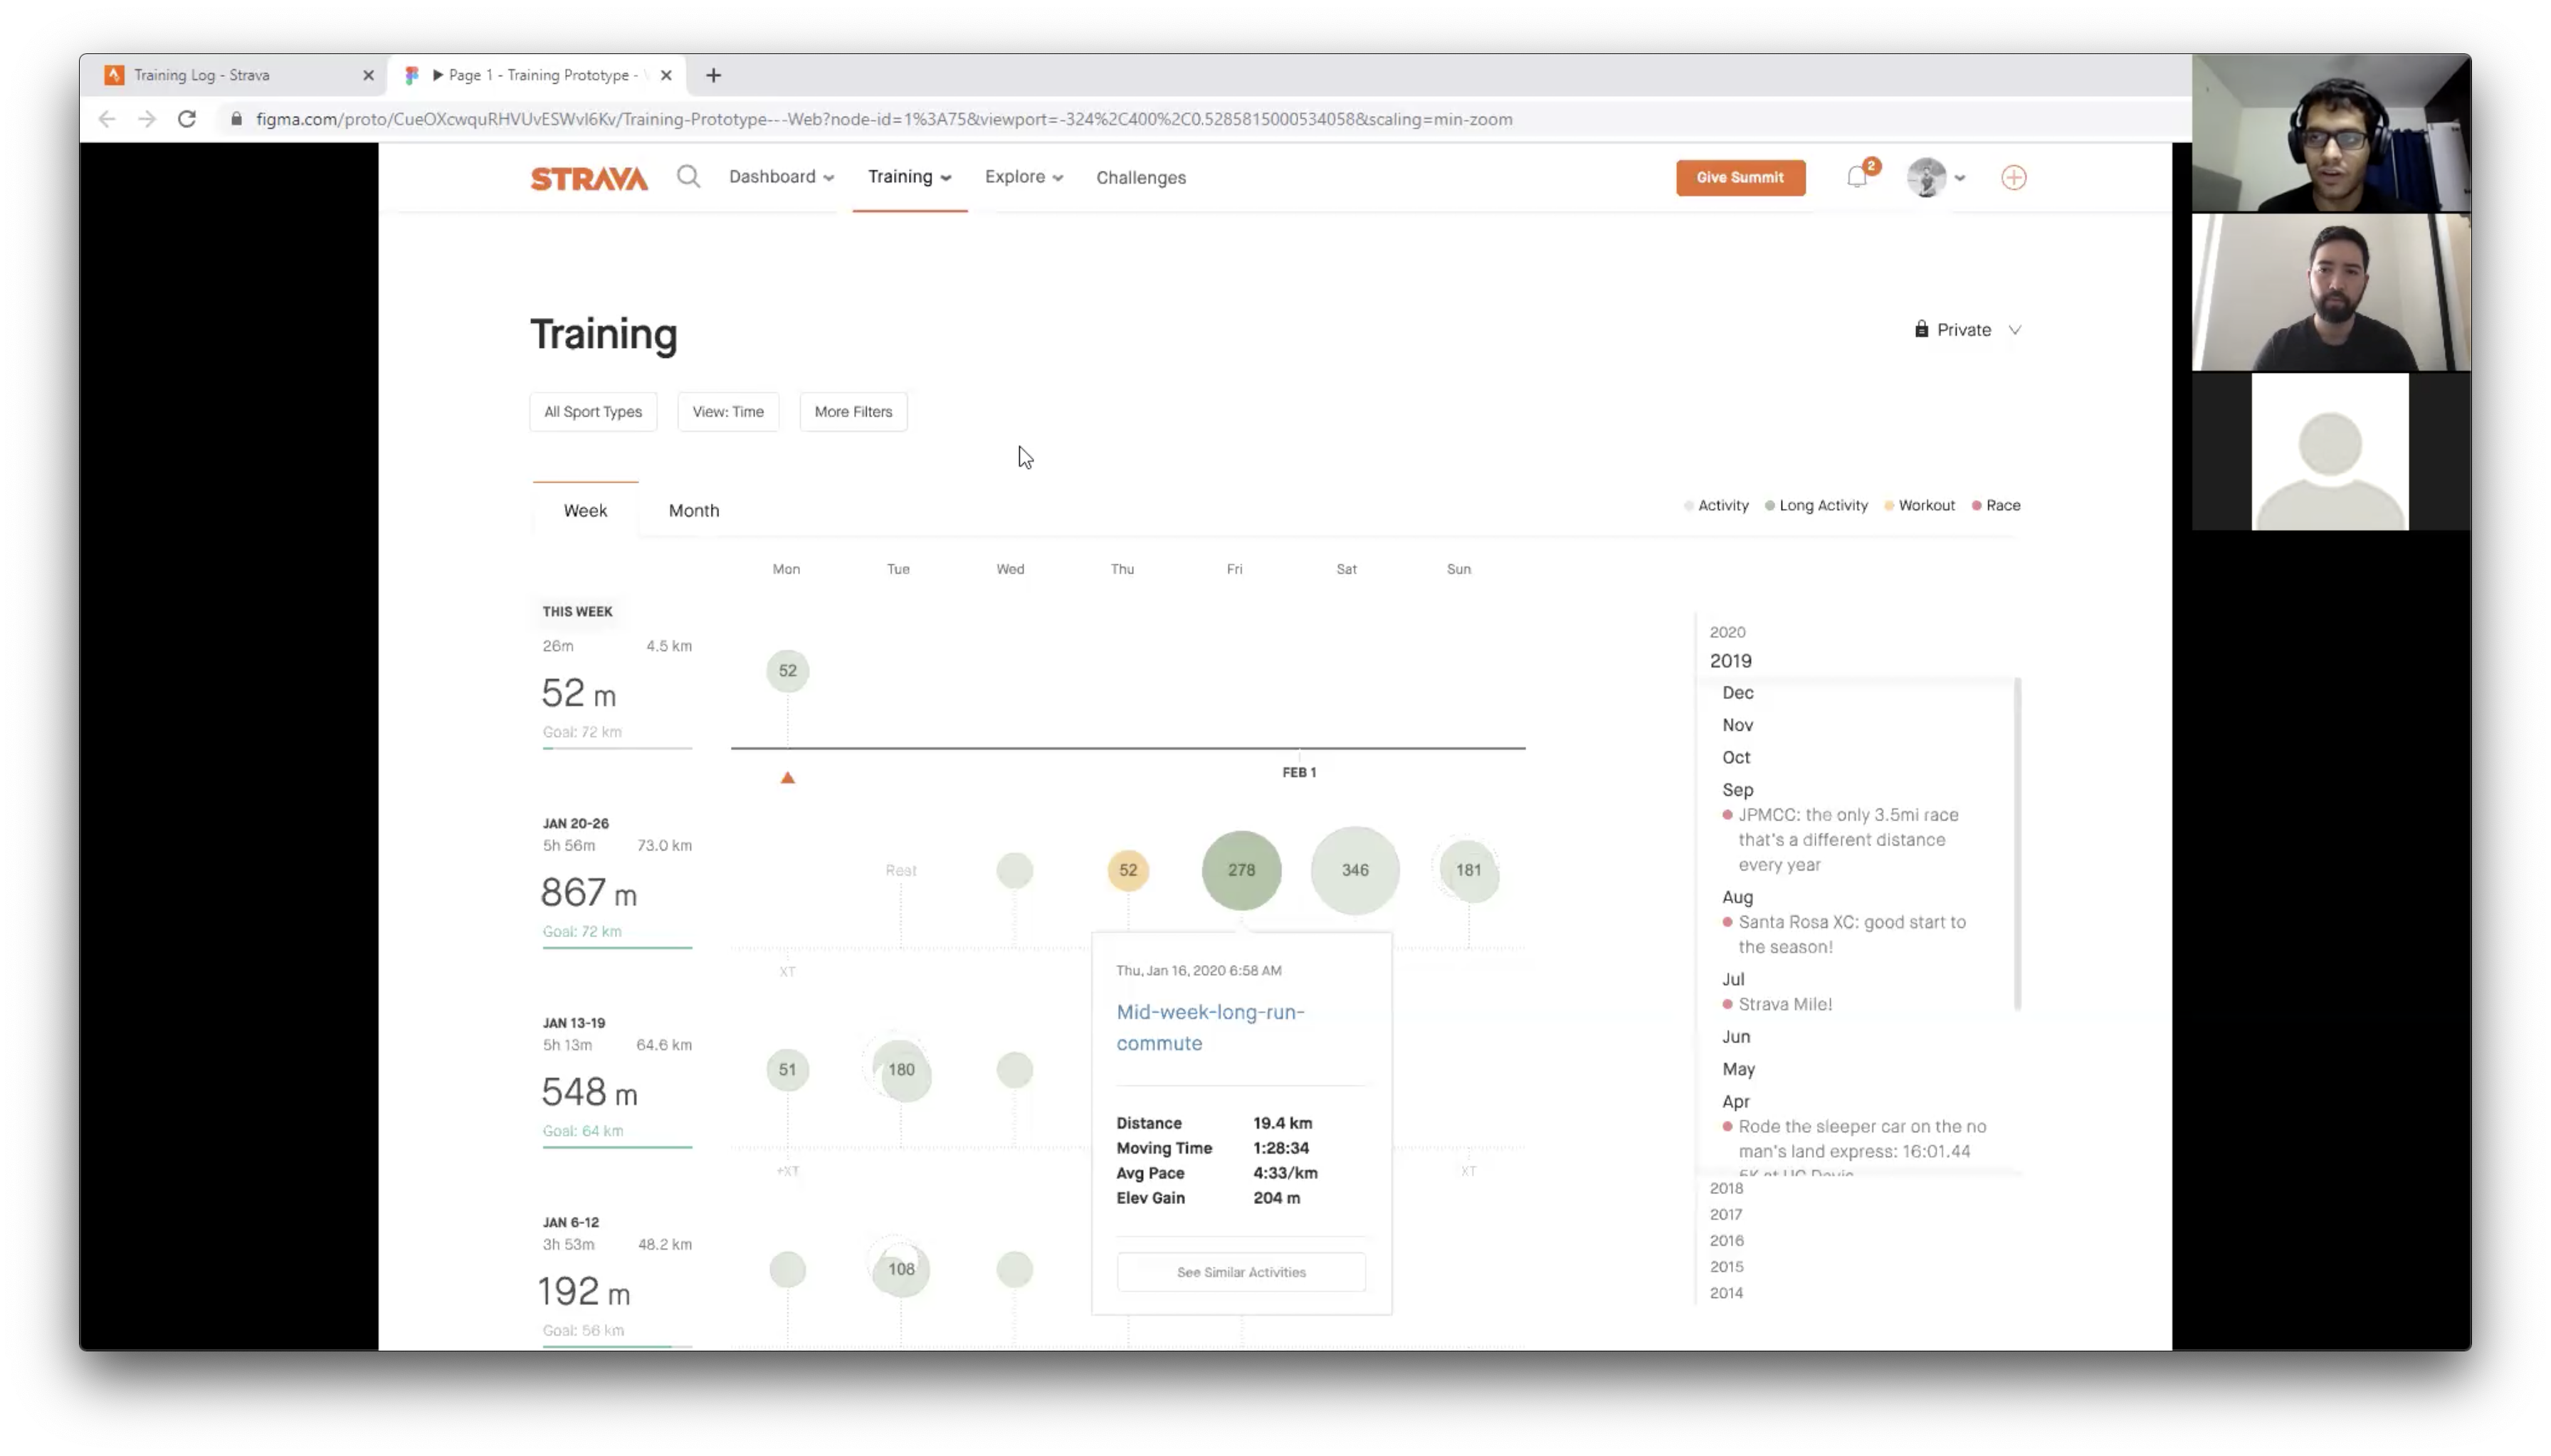 Training Log - Strava
Page 1 - Training Prototype -
figma.com/proto/CueOXcwquRHVUvESWvI6Kv/Training-Prototype---Web?node-id=1%3A75&viewport=-324%2C400%2C0.5285815000534058&scaling=min-zoom
STRAVA Dashboard Training Explore Challenges Give Summit 2
Training
Private
All Sport Types View: Time More Filters
Week Month
Activity Long Activity Workout Race
Mon Tue Wed Thu Fri Sat Sun
THIS WEEK
26m 4.5 km
52 m
Goal: 72 km
52
FEB 1
JAN 20-26
5h 56m 73.0 km
867 m
Goal: 72 km
Rest 52 278 346 181
XT
JAN 13-19
5h 13m 64.6 km
548 m
Goal: 64 km
51 180
+XT XT
JAN 6-12
3h 53m 48.2 km
192 m
Goal: 56 km
108
Thu, Jan 16, 2020 6:58 AM
Mid-week-long-run-
commute
Distance 19.4 km
Moving Time 1:28:34
Avg Pace 4:33/km
Elev Gain 204 m
See Similar Activities
2020
2019
Dec
Nov
Oct
Sep
JPMCC: the only 3.5mi race
that's a different distance
every year
Aug
Santa Rosa XC: good start to
the season!
Jul
Strava Mile!
Jun
May
Apr
Rode the sleeper car on the no
man's land express: 16:01.44
5K at UC Davis
2018
2017
2016
2015
2014